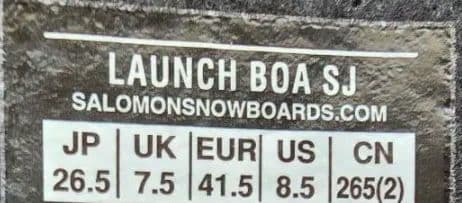 LAUNCH BOA SJ
SALOMONSNOWBOARDS.COM
JP UK EUR US CN
26.5 7.5 41.5 8.5 265(2)